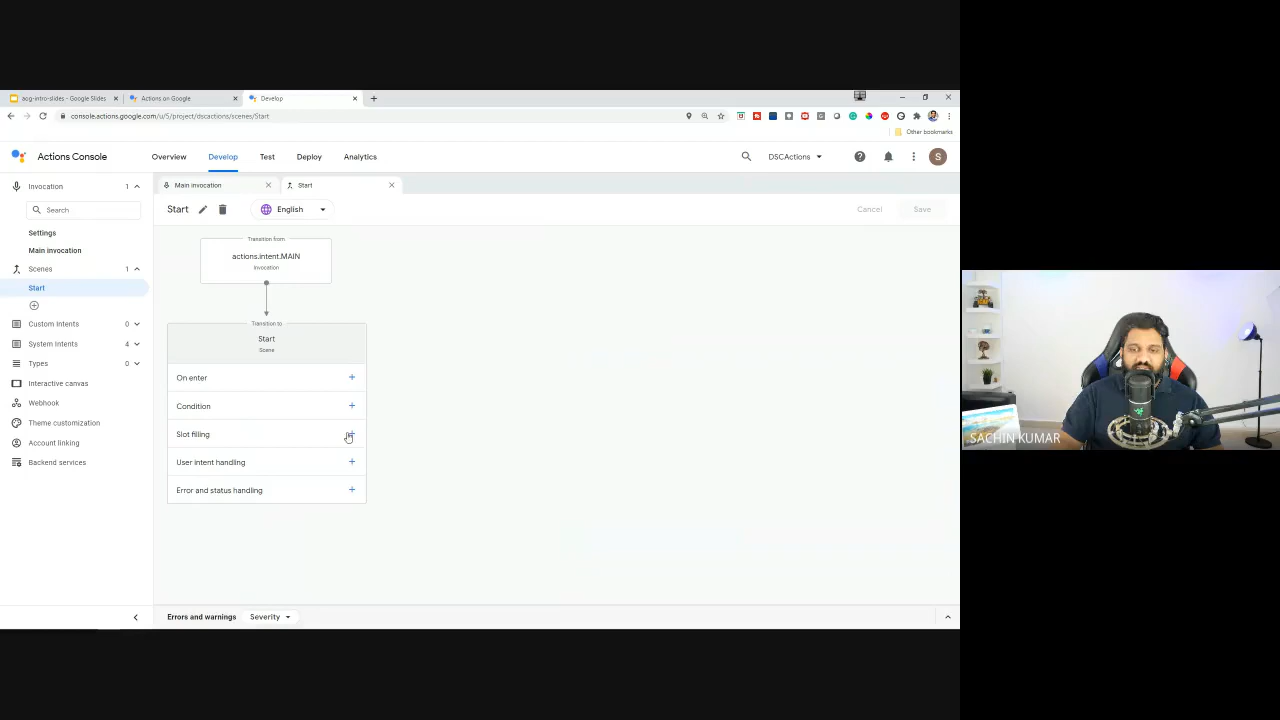 asig-intro-slides - Google Slides
Actions on Google
Develop
console.actions.google.com/u/5/project/dscactions/scenes/Start
Other bookmarks
Actions Console
Overview
Develop
Test
Deploy
Analytics
DSCActions
S
Invocation 1
Search
Settings
Main invocation
Scenes 1
Start
Custom Intents 0
System Intents 4
Types 0
Interactive canvas
Webhook
Theme customization
Account linking
Backend services
Main invocation
Start
Start
English
Cancel
Save
Transition from
actions.intent.MAIN
Invocation
Transition to
Start
Scene
On enter
Condition
Slot filling
User intent handling
Error and status handling
Errors and warnings
Severity
SACHIN KUMAR